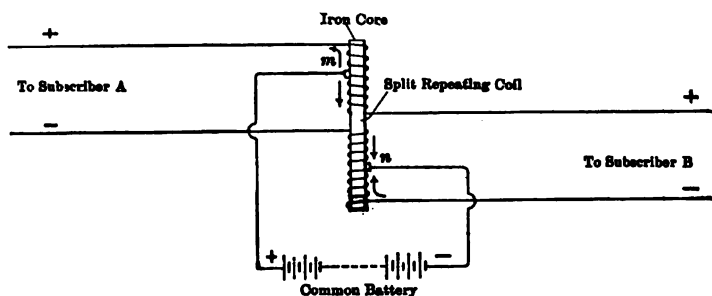 Iron Core
+
m
To Subscriber A
Split Repeating Coil
+
−
n
To Subscriber B
−
+
−
Common Battery